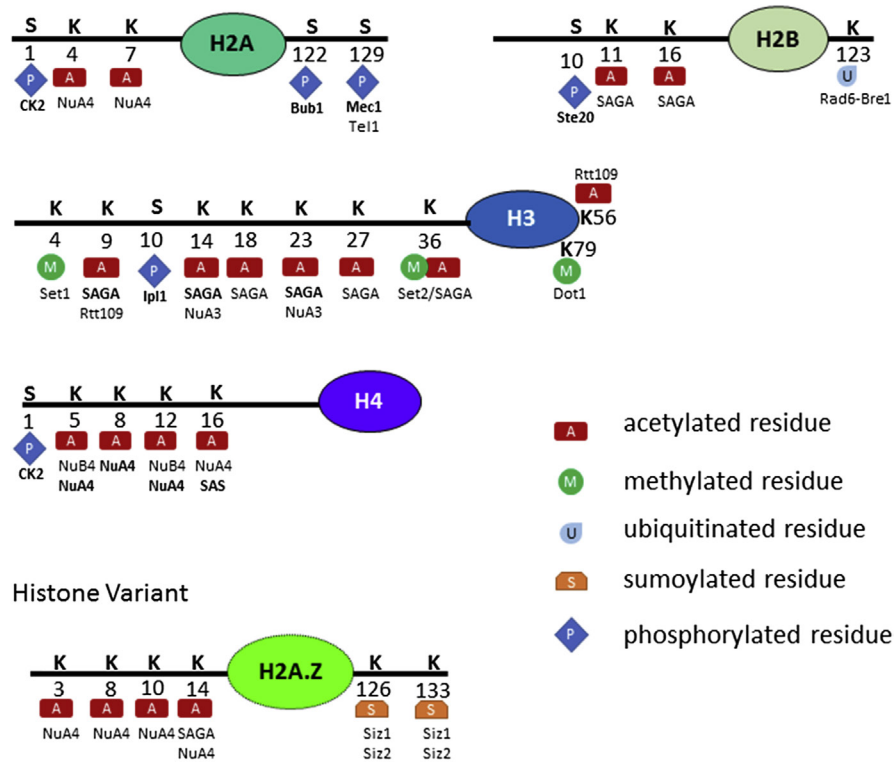 S K K H2A S S
1 4 7 122 129
P A A P P
CK2 NuA4 NuA4 Bub1 Mec1
Tel1
S K K H2B K
10 11 16 123
P A A U
Ste20 SAGA SAGA Rad6-Bre1
K K S K K K K K H3
4 9 10 14 18 23 27 36
M A P A A A A M A
Set1 SAGA Ipl1 SAGA SAGA SAGA SAGA Set2/SAGA
Rtt109 NuA3 NuA3
Rtt109
A
K56
K79
M
Dot1
S K K K K H4
1 5 8 12 16
P A A A A
CK2 NuB4 NuA4 NuB4 NuA4
NuA4 NuA4 SAS
A acetylated residue
M methylated residue
U ubiquitinated residue
S sumoylated residue
P phosphorylated residue
Histone Variant
K K K K H2A.Z K K
3 8 10 14 126 133
A A A A S S
NuA4 NuA4 NuA4 SAGA Siz1 Siz1
NuA4 Siz2 Siz2